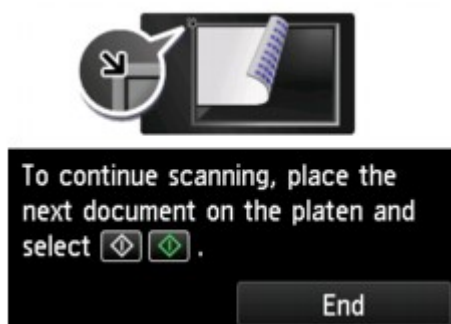 To continue scanning, place the
next document on the platen and
select .
End